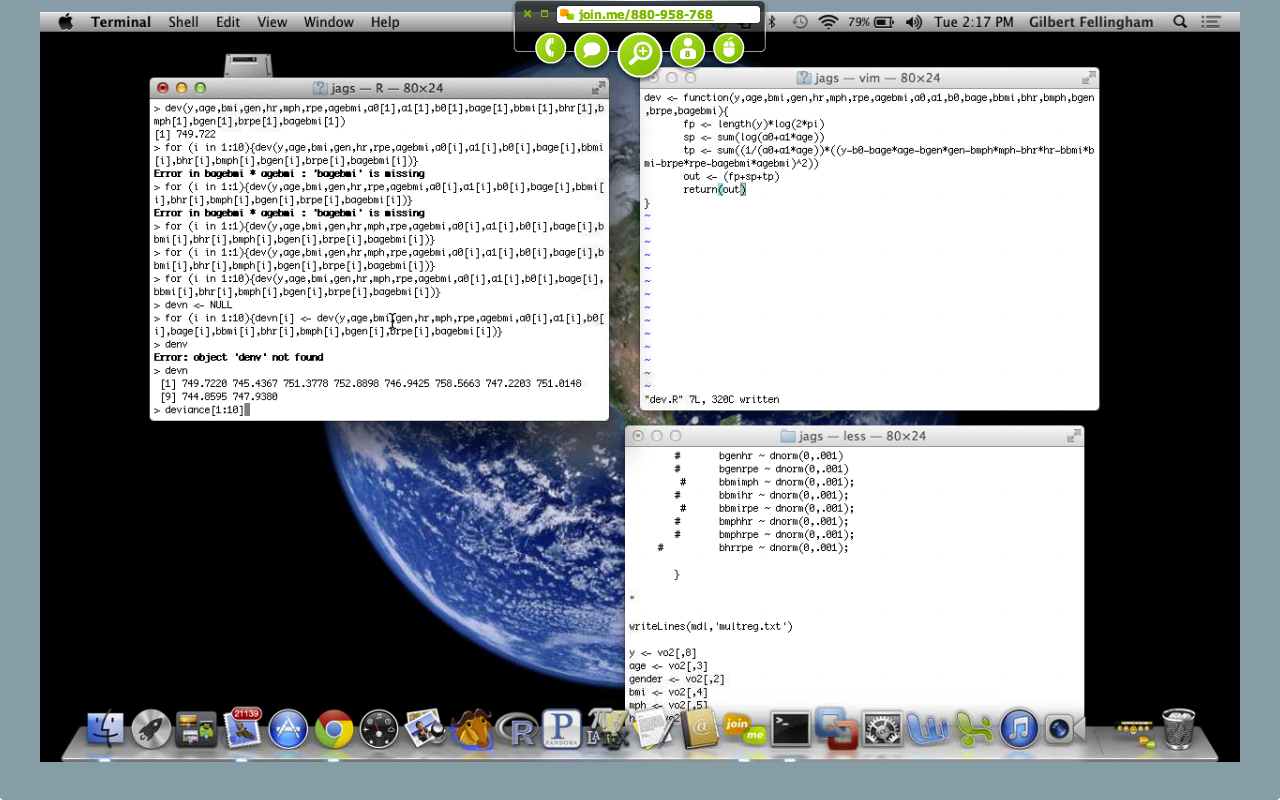 Terminal Shell Edit View Window Help
join.me/880-958-768
79% Tue 2:17 PM Gilbert Fellingham
jags — R — 80×24
> dev(y,age,bmi,gen,hr,mph,rpe,agebmi,a0[1],a1[1],b0[1],bage[1],bbmi[1],bhr[1],b
mph[1],bgen[1],brpe[1],bagebmi[1])
[1] 749.722
> for (i in 1:10){dev(y,age,bmi,gen,hr,rpe,agebmi,a0[i],a1[i],b0[i],bage[i],bbmi
[i],bhr[i],bmph[i],bgen[i],brpe[i],bagebmi[i])}
Error in bagebmi * agebmi : 'bagebmi' is missing
> for (i in 1:1){dev(y,age,bmi,gen,hr,rpe,agebmi,a0[i],a1[i],b0[i],bage[i],bbmi[
i],bhr[i],bmph[i],bgen[i],brpe[i],bagebmi[i])}
Error in bagebmi * agebmi : 'bagebmi' is missing
> for (i in 1:1){dev(y,age,bmi,gen,hr,mph,rpe,agebmi,a0[i],a1[i],b0[i],bage[i],b
bmi[i],bhr[i],bmph[i],bgen[i],brpe[i],bagebmi[i])}
> for (i in 1:1){dev(y,age,bmi,gen,hr,mph,rpe,agebmi,a0[i],a1[i],b0[i],bage[i],b
bmi[i],bhr[i],bmph[i],bgen[i],brpe[i],bagebmi[i])}
> for (i in 1:10){dev(y,age,bmi,gen,hr,mph,rpe,agebmi,a0[i],a1[i],b0[i],bage[i],
bbmi[i],bhr[i],bmph[i],bgen[i],brpe[i],bagebmi[i])}
> devn <- NULL
> for (i in 1:10){devn[i] <- dev(y,age,bmi,gen,hr,mph,rpe,agebmi,a0[i],a1[i],b0[
i],bage[i],bbmi[i],bhr[i],bmph[i],bgen[i],brpe[i],bagebmi[i])}
> denv
Error: object 'denv' not found
> devn
[1] 749.7220 745.4367 751.3778 752.8898 746.9425 758.5663 747.2203 751.0148
[9] 744.8595 747.9380
> deviance[1:10]
jags — vim — 80×24
dev <- function(y,age,bmi,gen,hr,mph,rpe,agebmi,a0,a1,b0,bage,bbmi,bhr,bmph,bgen
,brpe,bagebmi){
fp <- length(y)*log(2*pi)
sp <- sum(log(a0+a1*age))
tp <- sum((1/(a0+a1*age))*((y-b0-bage*age-bgen*gen-bmph*mph-bhr*hr-bbmi*b
mi-brpe*rpe-bagebmi*agebmi)^2))
out <- (fp+sp+tp)
return(out)
}
~
~
~
~
~
~
~
~
~
~
~
~
~
~
"dev.R" 7L, 320C written
jags — less — 80×24
# bgenhr ~ dnorm(0,.001)
# bgenrpe ~ dnorm(0,.001)
# bbmimph ~ dnorm(0,.001);
# bbmihr ~ dnorm(0,.001);
# bbmirpe ~ dnorm(0,.001);
# bmphhr ~ dnorm(0,.001);
# bmphrpe ~ dnorm(0,.001);
# bhrrpe ~ dnorm(0,.001);
}
"
writeLines(mdl,'multreg.txt')
y <- vo2[,8]
age <- vo2[,3]
gender <- vo2[,2]
bmi <- vo2[,4]
mph <- vo2[,5]
21139
R
P
PANDORA
join
me